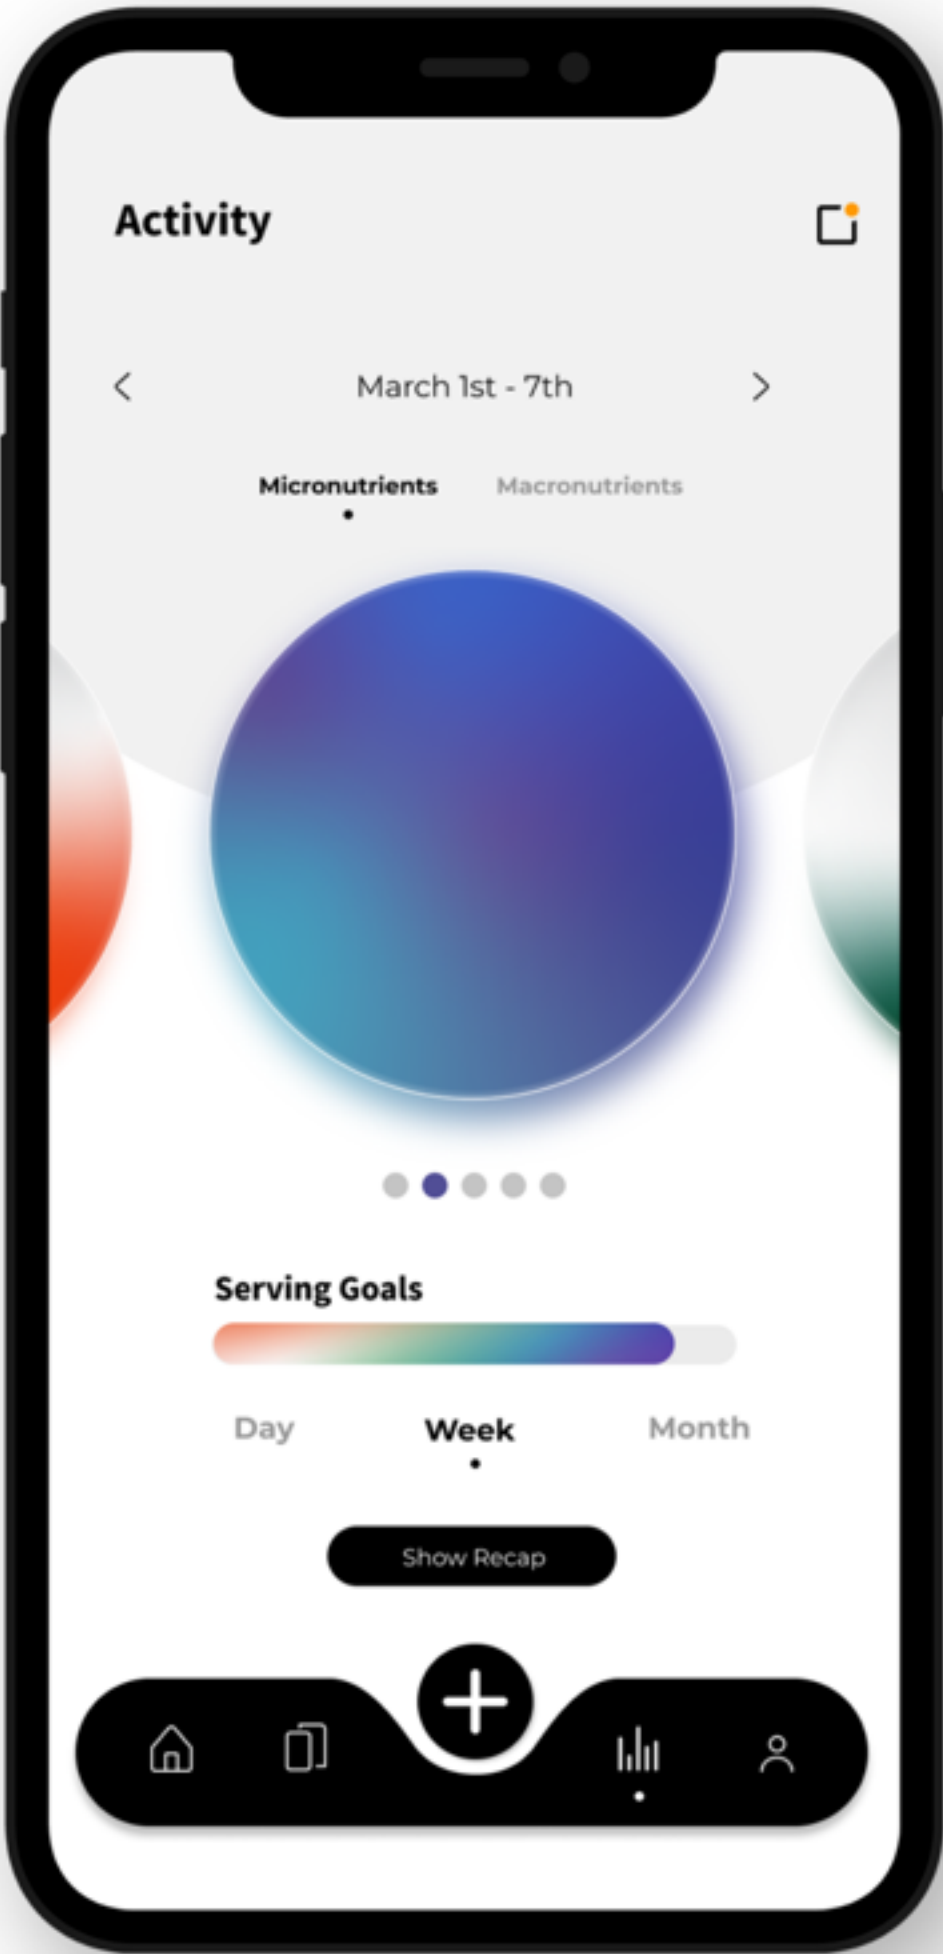 Activity
March 1st - 7th
Micronutrients Macronutrients
Serving Goals
Day Week Month
Show Recap